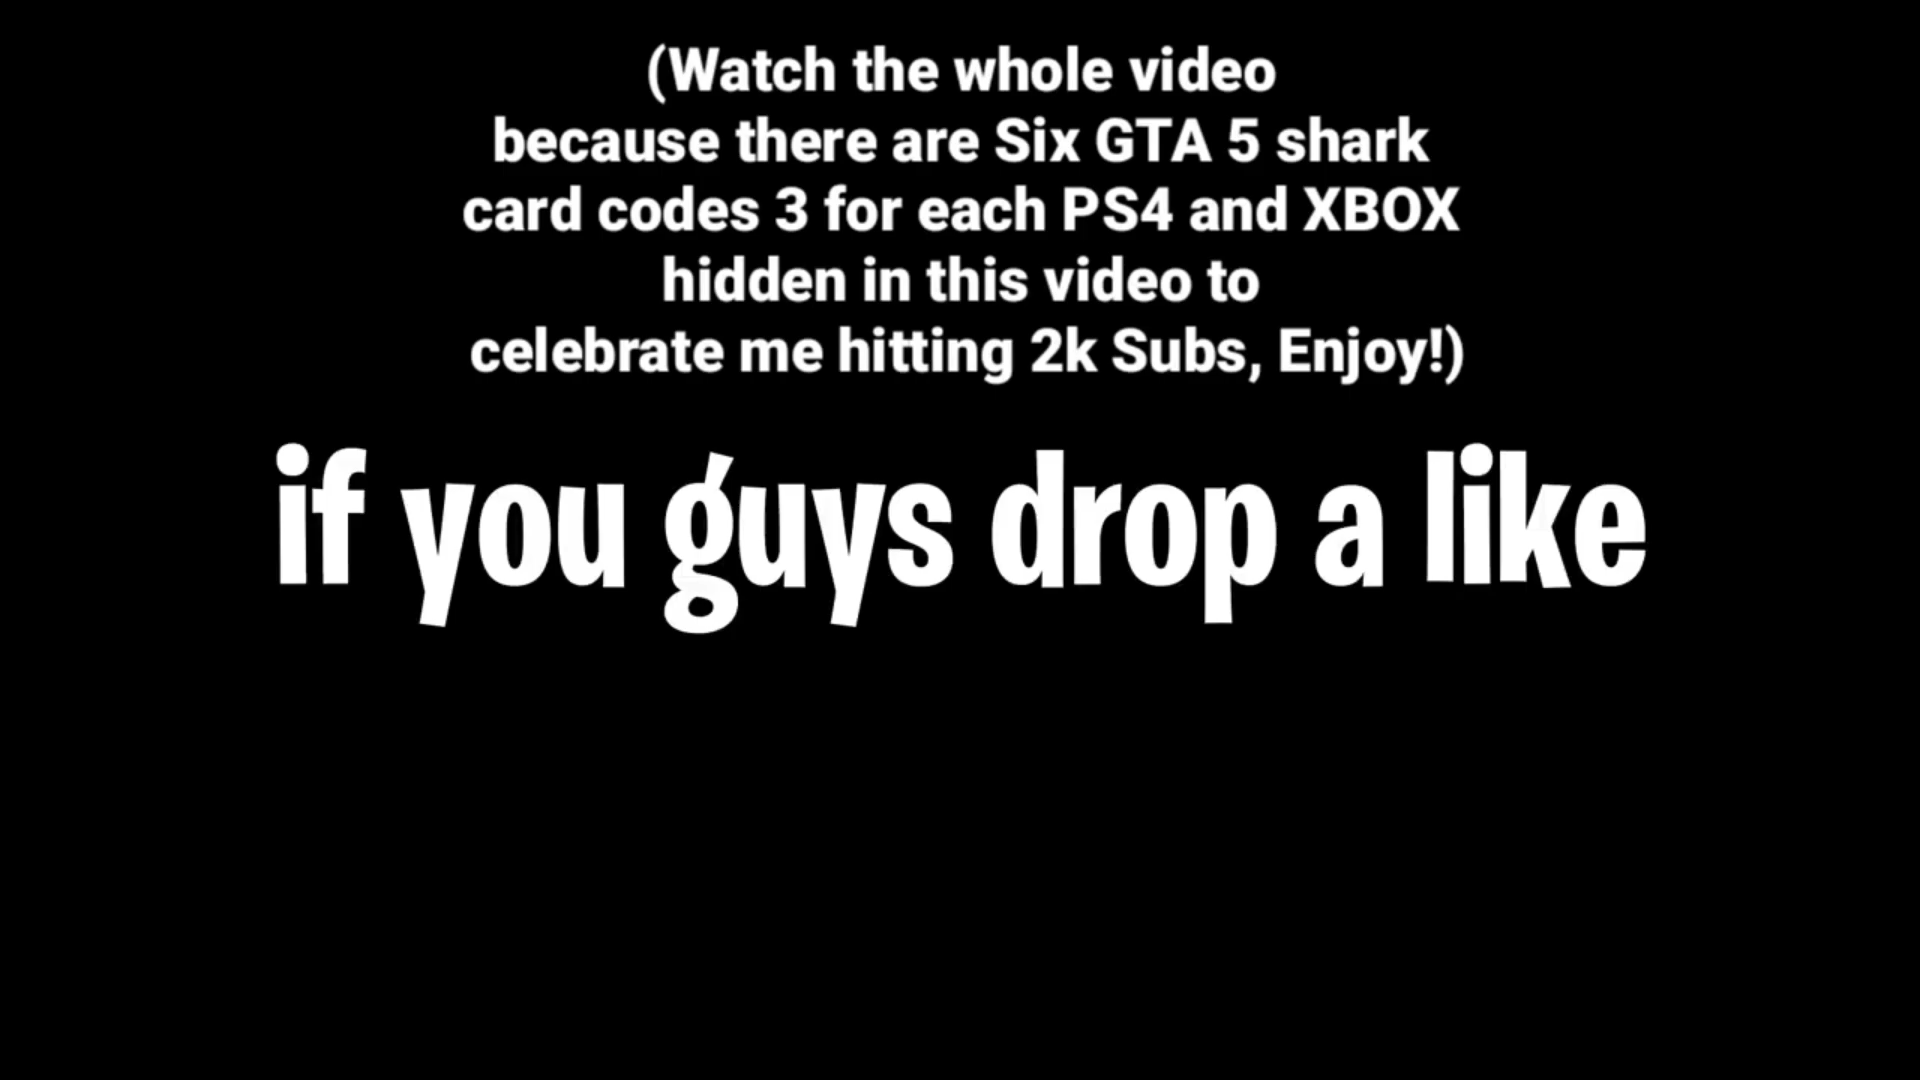 (Watch the whole video
because there are Six GTA 5 shark
card codes 3 for each PS4 and XBOX
hidden in this video to
celebrate me hitting 2k Subs, Enjoy!)
if you guys drop a like